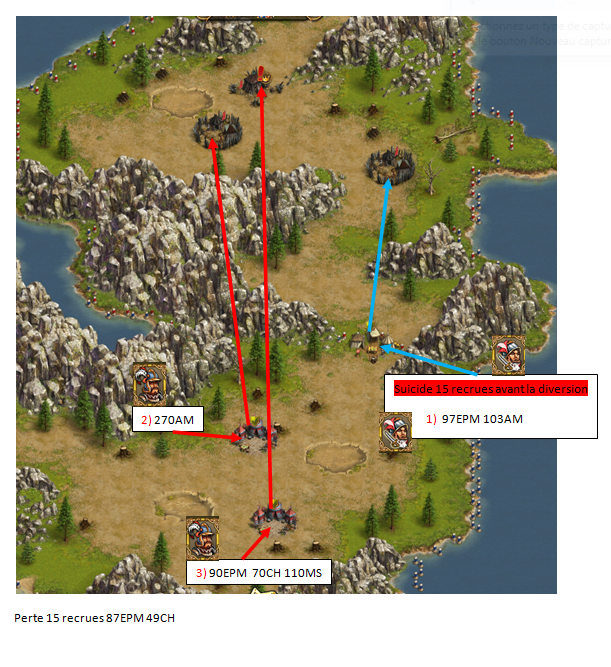 Suicide 15 recrues avant la diversion
1) 97EPM 103AM
2) 270AM
3) 90EPM 70CH 110MS
Perte 15 recrues 87EPM 49CH